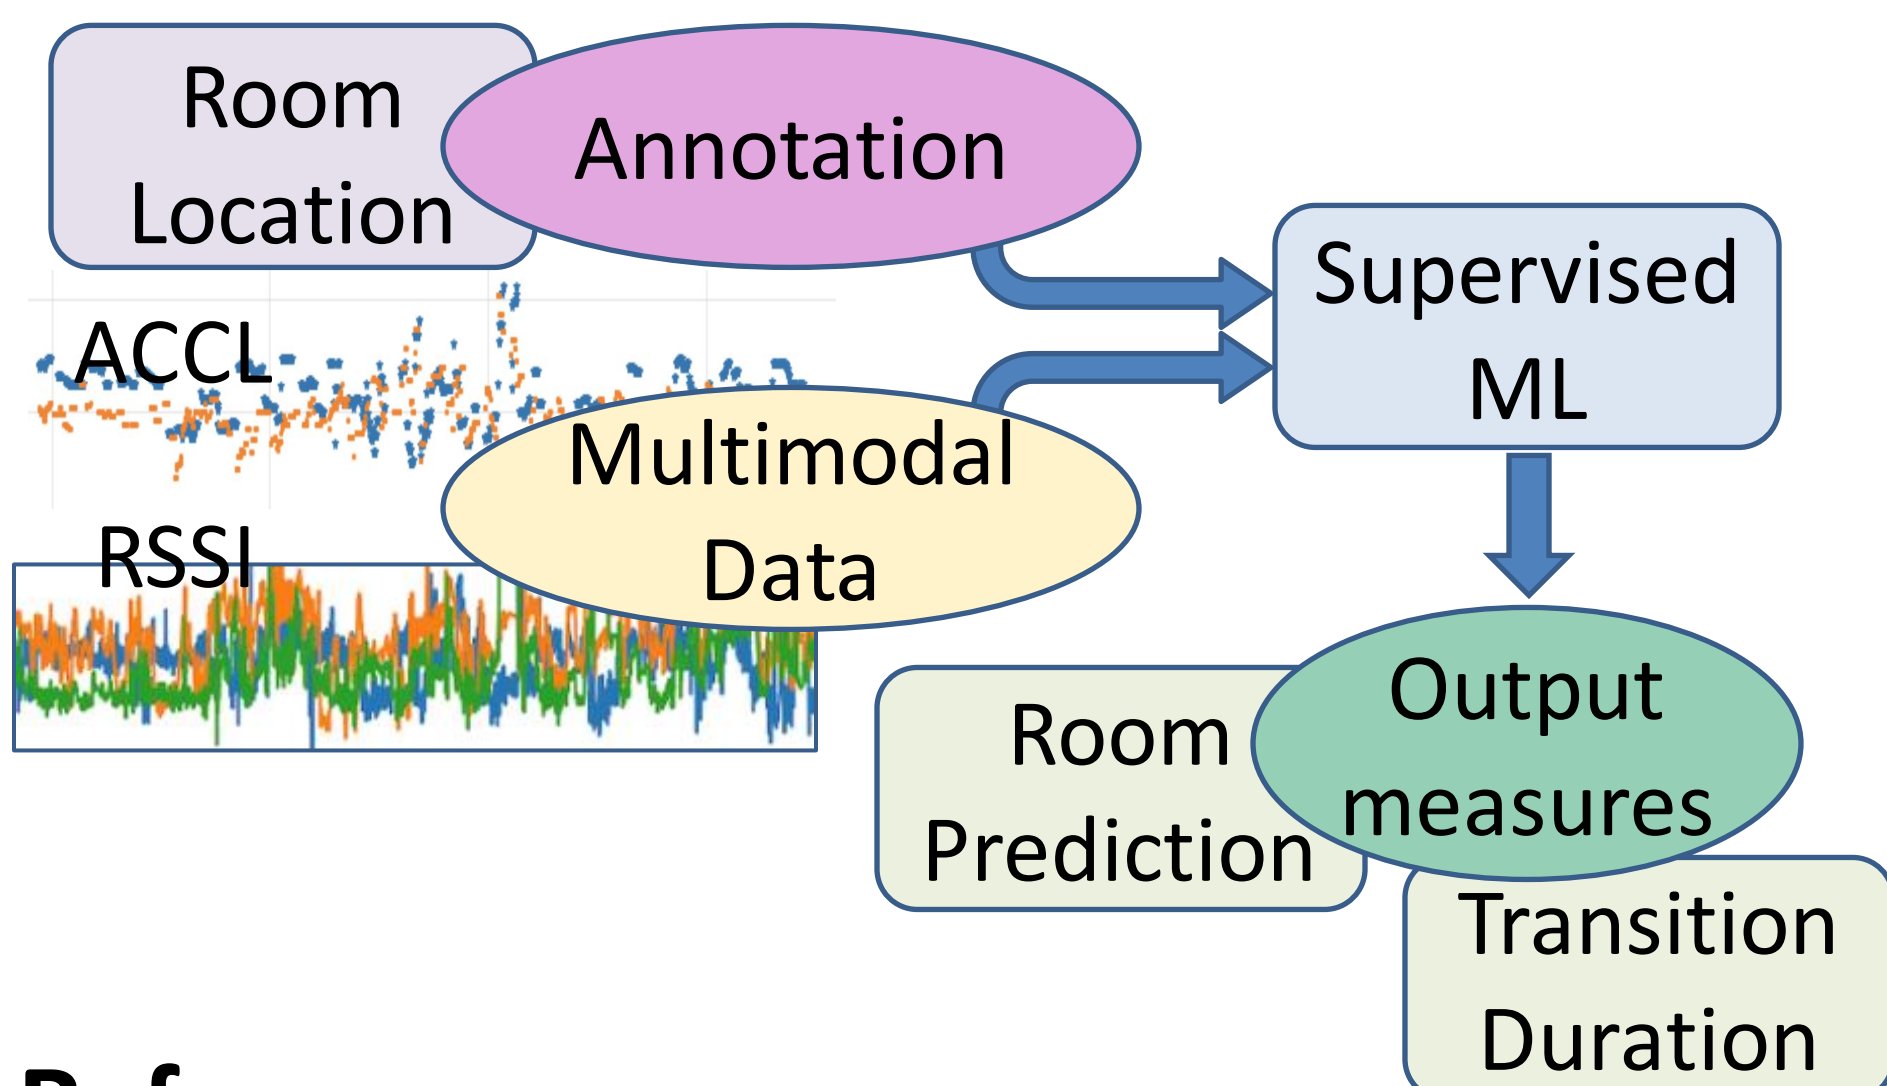 Room
Location
Annotation
Supervised
ML
ACCL
Multimodal
Data
RSSI
Output
measures
Room
Prediction
Transition
Duration